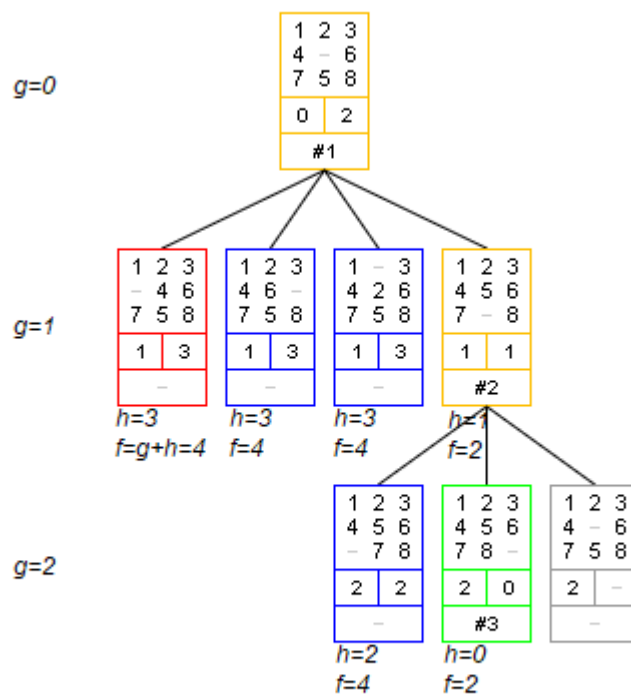 1 2 3
4 – 6
7 5 8
g=0
0 2
#1
1 2 3 1 2 3 1 – 3 1 2 3
– 4 6 4 6 – 4 2 6 4 5 6
7 5 8 7 5 8 7 5 8 7 – 8
g=1
1 3 1 3 1 3 1 1
– – – #2
h=3 h=3 h=3 h=1
f=g+h=4 f=4 f=4 f=2
1 2 3 1 2 3 1 2 3
4 5 6 4 5 6 4 – 6
– 7 8 7 8 – 7 5 8
g=2
2 2 2 0 2 –
– #3 –
h=2 h=0
f=4 f=2